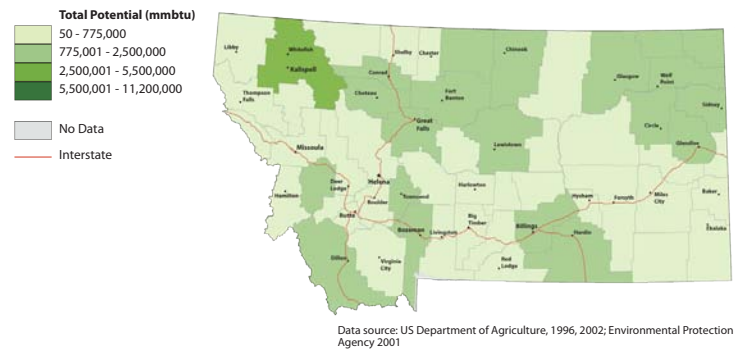 Total Potential (mmbtu)
50 - 775,000
775,001 - 2,500,000
2,500,001 - 5,500,000
5,500,001 - 11,200,000
No Data
Interstate
Libby
Whitefish
Kalispell
Shelby
Chester
Chinook
Conrad
Choteau
Fort
Benton
Glasgow
Wolf
Point
Sidney
Thompson
Falls
Great
Falls
Circle
Glendive
Missoula
Lewistown
Deer
Lodge
Helena
Hamilton
Boulder
Townsend
Harlowton
Hysham
Forsyth
Miles
City
Baker
Butte
Bozeman
Livingston
Big
Timber
Billings
Hardin
Ekalaka
Dillon
Virginia
City
Red
Lodge
Data source: US Department of Agriculture, 1996, 2002; Environmental Protection
Agency 2001